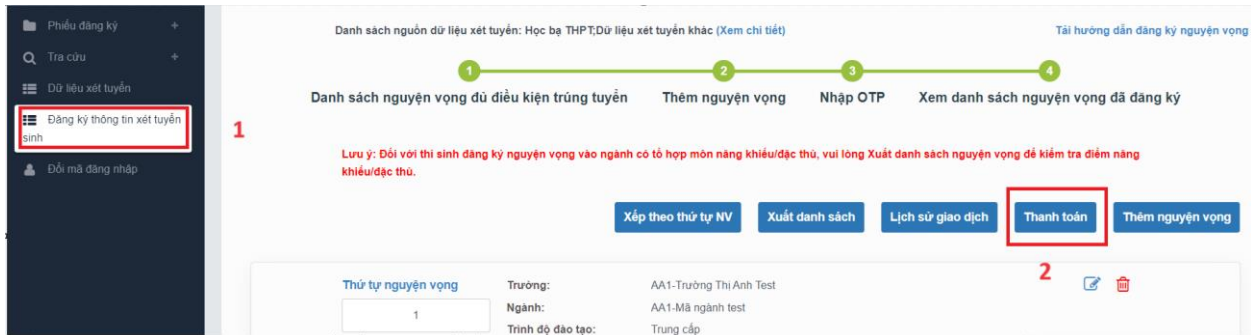 Phiếu đăng ký +
Tra cứu +
Dữ liệu xét tuyển
Đăng ký thông tin xét tuyển
sinh
Đổi mã đăng nhập
1
Danh sách nguồn dữ liệu xét tuyển: Học bạ THPT;Dữ liệu xét tuyển khác (Xem chi tiết)
Tải hướng dẫn đăng ký nguyện vọng
1 2 3 4
Danh sách nguyện vọng đủ điều kiện trúng tuyển Thêm nguyện vọng Nhập OTP Xem danh sách nguyện vọng đã đăng ký
Lưu ý: Đối với thí sinh đăng ký nguyện vọng vào ngành có tổ hợp môn năng khiếu/đặc thù, vui lòng Xuất danh sách nguyện vọng để kiểm tra điểm năng
khiếu/đặc thù.
Xếp theo thứ tự NV Xuất danh sách Lịch sử giao dịch Thanh toán Thêm nguyện vọng
2
Thứ tự nguyện vọng Trường: AA1-Trường Thị Anh Test
1 Ngành: AA1-Mã ngành test
Trình độ đào tạo: Trung cấp